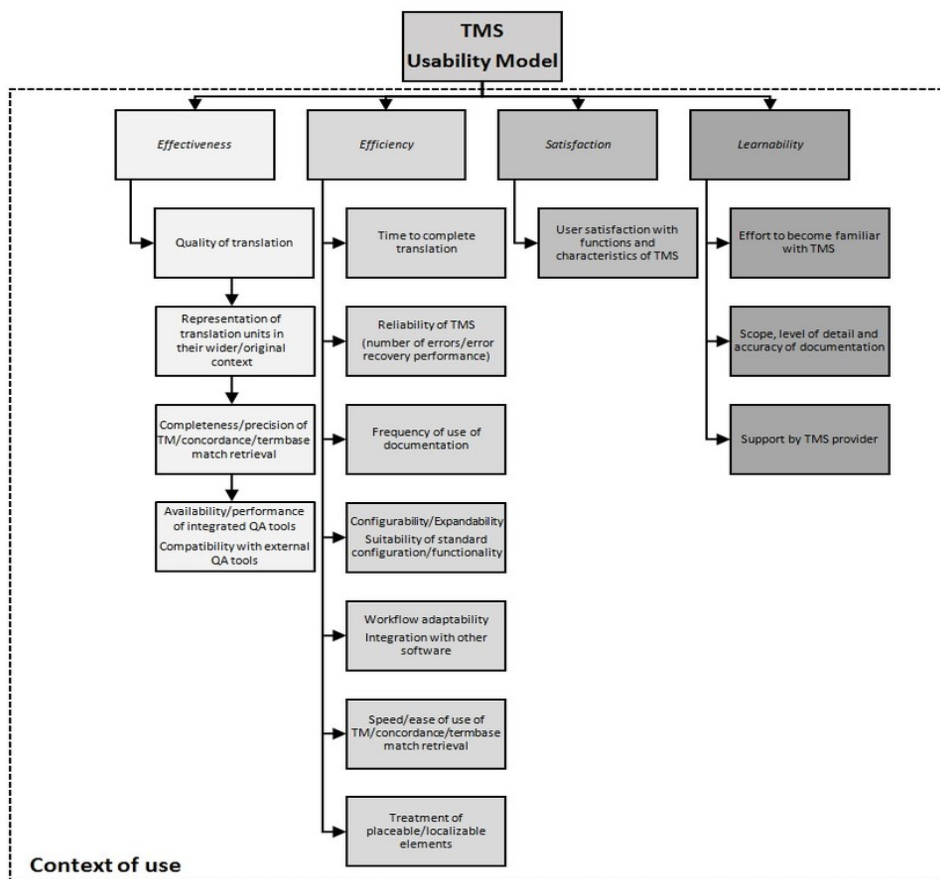 TMS
Usability Model
Effectiveness
Efficiency
Satisfaction
Learnability
Quality of translation
Representation of
translation units in
their wider/original
context
Completeness/precision of
TM/concordance/termbase
match retrieval
Availability/performance
of integrated QA tools
Compatibility with external
QA tools
Time to complete
translation
Reliability of TMS
(number of errors/error
recovery performance)
Frequency of use of
documentation
Configurability/Expandability
Suitability of standard
configuration/functionality
Workflow adaptability
Integration with other
software
Speed/ease of use of
TM/concordance/termbase
match retrieval
Treatment of
placeable/localizable
elements
User satisfaction with
functions and
characteristics of TMS
Effort to become familiar
with TMS
Scope, level of detail and
accuracy of documentation
Support by TMS provider
Context of use